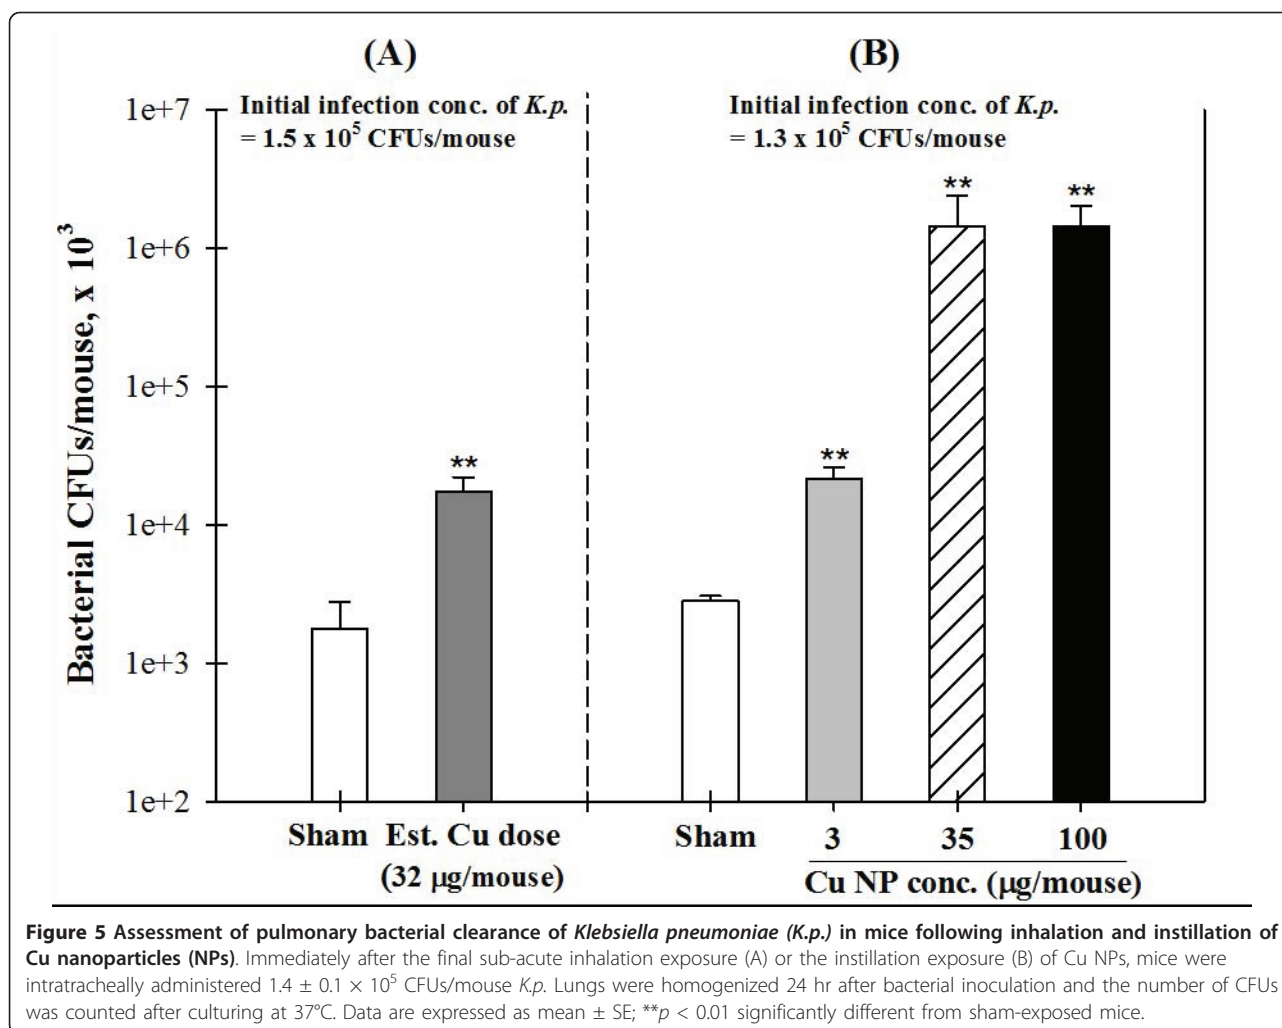 (A)
(B)
Initial infection conc. of K.p.
= 1.5 x 10⁵ CFUs/mouse
Initial infection conc. of K.p.
= 1.3 x 10⁵ CFUs/mouse
Bacterial CFUs/mouse, x 10³
1e+7
1e+6
1e+5
1e+4
1e+3
1e+2
**
**
**
**
Sham
Est. Cu dose
(32 µg/mouse)
Sham
3
35
100
Cu NP conc. (µg/mouse)
Figure 5 Assessment of pulmonary bacterial clearance of Klebsiella pneumoniae (K.p.) in mice following inhalation and instillation of
Cu nanoparticles (NPs). Immediately after the final sub-acute inhalation exposure (A) or the instillation exposure (B) of Cu NPs, mice were
intratracheally administered 1.4 ± 0.1 × 10⁵ CFUs/mouse K.p. Lungs were homogenized 24 hr after bacterial inoculation and the number of CFUs
was counted after culturing at 37°C. Data are expressed as mean ± SE; **p < 0.01 significantly different from sham-exposed mice.